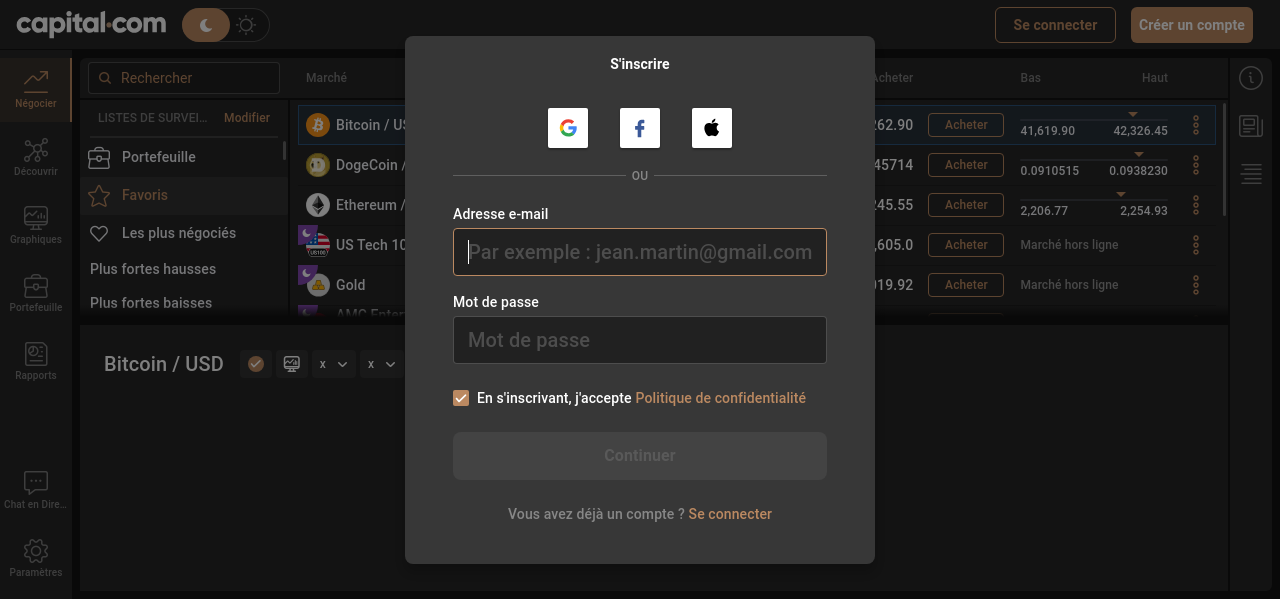 capital.com
Se connecter
Créer un compte
S'inscrire
Négocier
Découvrir
Graphiques
Portefeuille
Rapports
Chat en Dire...
Paramètres
Rechercher
LISTES DE SURVEI...
Modifier
Portefeuille
Favoris
Les plus négociés
Plus fortes hausses
Plus fortes baisses
Marché
Acheter
Bas
Haut
Bitcoin / US
262.90
Acheter
41,619.90
42,326.45
DogeCoin /
45714
Acheter
0.0910515
0.0938230
Ethereum /
245.55
Acheter
2,206.77
2,254.93
US Tech 10
US100
,605.0
Acheter
Marché hors ligne
Gold
019.92
Acheter
Marché hors ligne
AMC Enter
Bitcoin / USD
x
x
OU
Adresse e-mail
Par exemple : jean.martin@gmail.com
Mot de passe
Mot de passe
En s'inscrivant, j'accepte Politique de confidentialité
Continuer
Vous avez déjà un compte ? Se connecter